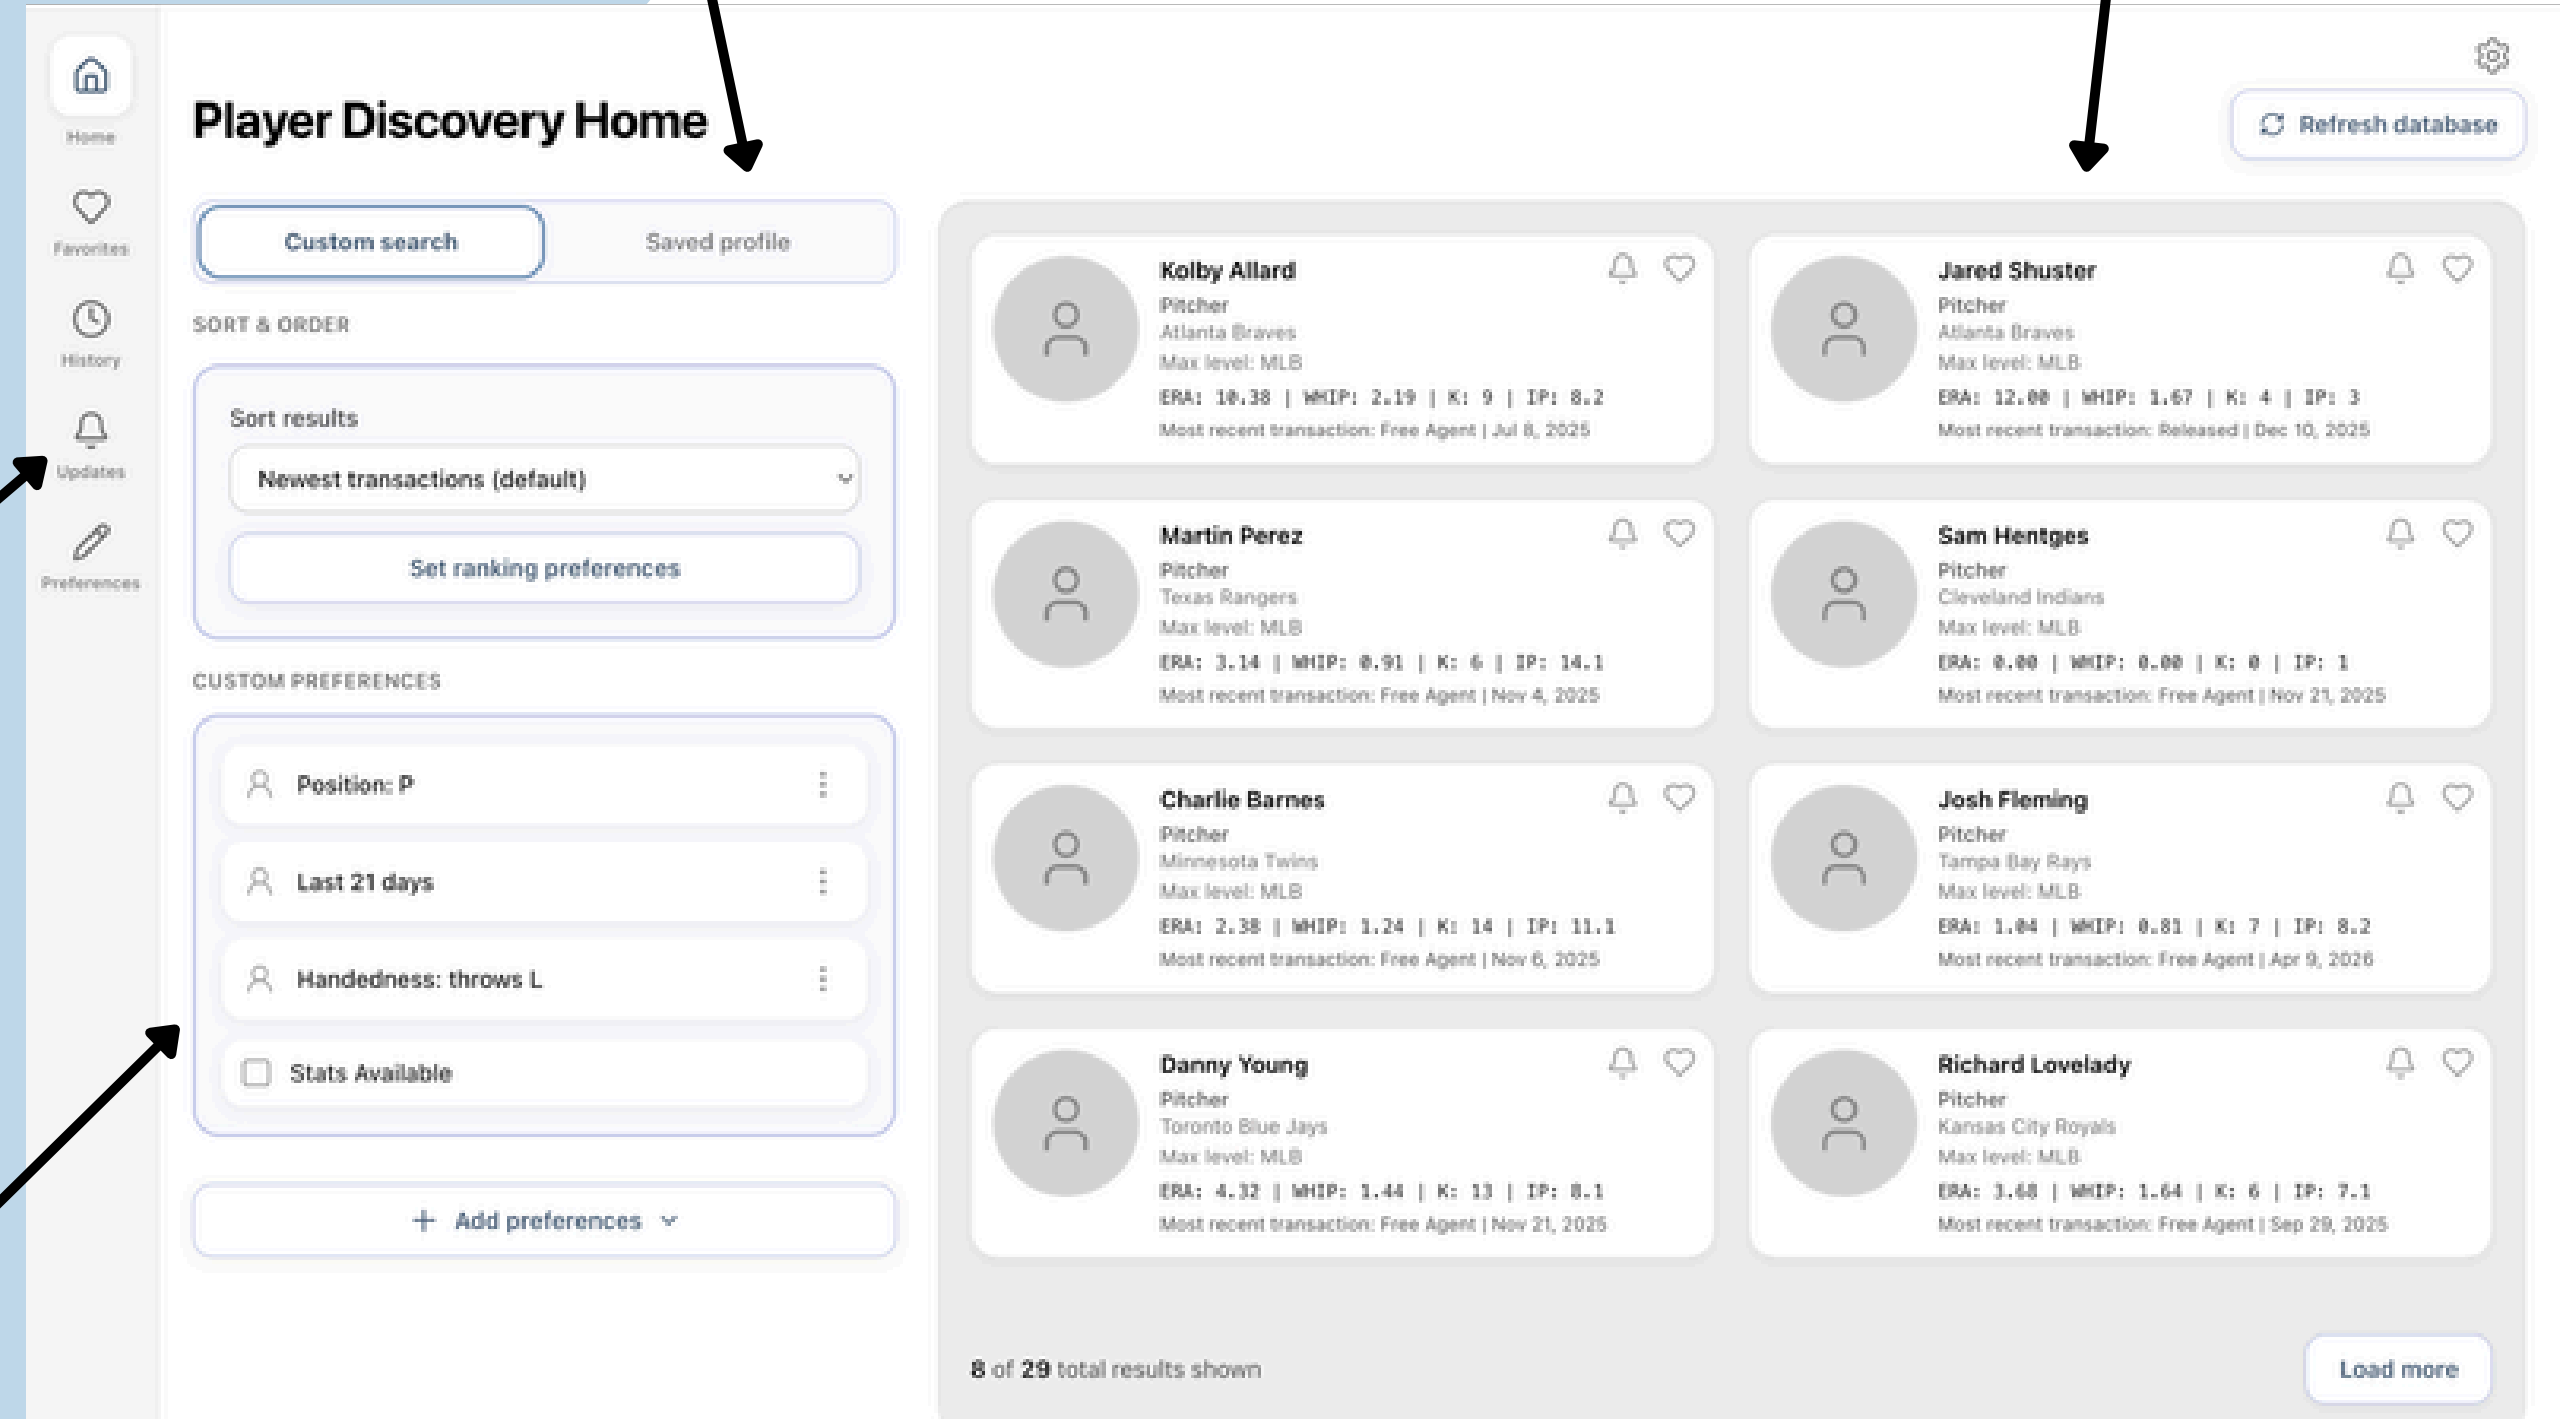 Home
Favorites
History
Updates
Preferences
Player Discovery Home
Refresh database
Custom search
Saved profile
SORT & ORDER
Sort results
Newest transactions (default)
Set ranking preferences
CUSTOM PREFERENCES
Position: P
Last 21 days
Handedness: throws L
Stats Available
+ Add preferences
Kolby Allard
Pitcher
Atlanta Braves
Max level: MLB
ERA: 10.38 | WHIP: 2.19 | K: 9 | IP: 8.2
Most recent transaction: Free Agent | Jul 8, 2025
Jared Shuster
Pitcher
Atlanta Braves
Max level: MLB
ERA: 12.00 | WHIP: 1.67 | K: 4 | IP: 3
Most recent transaction: Released | Dec 10, 2025
Martin Perez
Pitcher
Texas Rangers
Max level: MLB
ERA: 3.14 | WHIP: 0.91 | K: 6 | IP: 14.1
Most recent transaction: Free Agent | Nov 4, 2025
Sam Hentges
Pitcher
Cleveland Indians
Max level: MLB
ERA: 0.00 | WHIP: 0.00 | K: 0 | IP: 1
Most recent transaction: Free Agent | Nov 21, 2025
Charlie Barnes
Pitcher
Minnesota Twins
Max level: MLB
ERA: 2.38 | WHIP: 1.24 | K: 14 | IP: 11.1
Most recent transaction: Free Agent | Nov 6, 2025
Josh Fleming
Pitcher
Tampa Bay Rays
Max level: MLB
ERA: 1.04 | WHIP: 0.81 | K: 7 | IP: 8.2
Most recent transaction: Free Agent | Apr 9, 2026
Danny Young
Pitcher
Toronto Blue Jays
Max level: MLB
ERA: 4.32 | WHIP: 1.44 | K: 13 | IP: 8.1
Most recent transaction: Free Agent | Nov 21, 2025
Richard Lovelady
Pitcher
Kansas City Royals
Max level: MLB
ERA: 3.68 | WHIP: 1.64 | K: 6 | IP: 7.1
Most recent transaction: Free Agent | Sep 29, 2025
8 of 29 total results shown
Load more